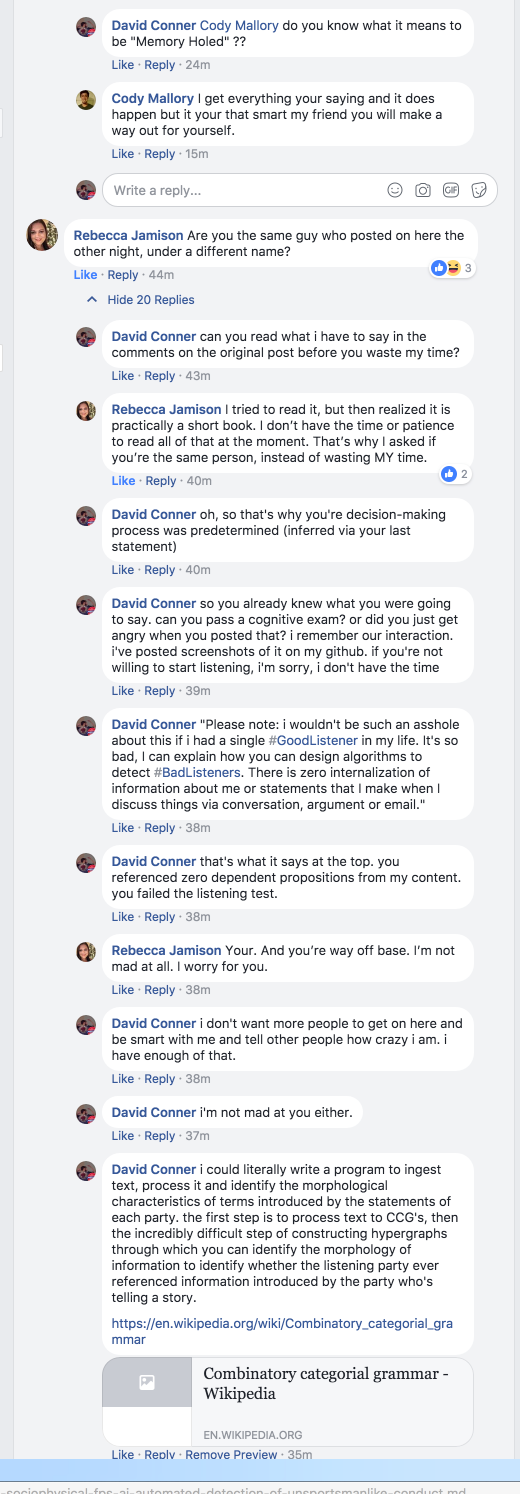 David Conner Cody Mallory do you know what it means to
be "Memory Holed" ??
Like · Reply · 24m
Cody Mallory I get everything your saying and it does
happen but it your that smart my friend you will make a
way out for yourself.
Like · Reply · 15m
Write a reply...
GIF
Rebecca Jamison Are you the same guy who posted on here the
other night, under a different name?
3
Like · Reply · 44m
Hide 20 Replies
David Conner can you read what i have to say in the
comments on the original post before you waste my time?
Like · Reply · 43m
Rebecca Jamison I tried to read it, but then realized it is
practically a short book. I don't have the time or patience
to read all of that at the moment. That's why I asked if
you're the same person, instead of wasting MY time.
2
Like · Reply · 40m
David Conner oh, so that's why you're decision-making
process was predetermined (inferred via your last
statement)
Like · Reply · 40m
David Conner so you already knew what you were going
to say. can you pass a cognitive exam? or did you just get
angry when you posted that? i remember our interaction.
i've posted screenshots of it on my github. if you're not
willing to start listening, i'm sorry, i don't have the time
Like · Reply · 39m
David Conner "Please note: i wouldn't be such an asshole
about this if i had a single #GoodListener in my life. It's so
bad, I can explain how you can design algorithms to
detect #BadListeners. There is zero internalization of
information about me or statements that I make when I
discuss things via conversation, argument or email."
Like · Reply · 38m
David Conner that's what it says at the top. you
referenced zero dependent propositions from my content.
you failed the listening test.
Like · Reply · 38m
Rebecca Jamison Your. And you're way off base. I'm not
mad at all. I worry for you.
Like · Reply · 38m
David Conner i don't want more people to get on here and
be smart with me and tell other people how crazy i am. i
have enough of that.
Like · Reply · 38m
David Conner i'm not mad at you either.
Like · Reply · 37m
David Conner i could literally write a program to ingest
text, process it and identify the morphological
characteristics of terms introduced by the statements of
each party. the first step is to process text to CCG's, then
the incredibly difficult step of constructing hypergraphs
through which you can identify the morphology of
information to identify whether the listening party ever
referenced information introduced by the party who's
telling a story.
https://en.wikipedia.org/wiki/Combinatory_categorial_gra
mmar
Combinatory categorial grammar -
Wikipedia
EN.WIKIPEDIA.ORG
Like · Reply · Remove Preview · 35m
-sociophysical-fps-ai-automated-detection-of-unsportsmanlike-conduct.md